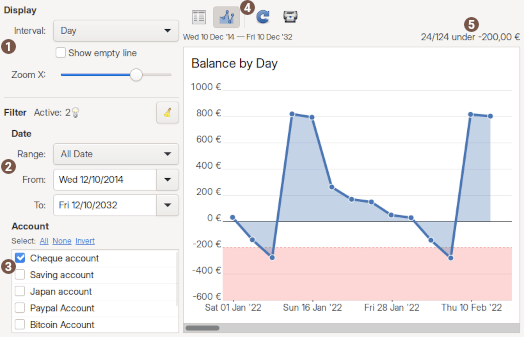 Display
1
Interval: Day
Show empty line
Zoom X:
Filter Active: 2
Date
2
Range: All Date
From: Wed 12/10/2014
To: Fri 12/10/2032
Account
Select: All None Invert
3
Cheque account
Saving account
Japan account
Paypal Account
Bitcoin Account
4
5
Wed 10 Dec '14 — Fri 10 Dec '32
24/124 under -200,00 €
Balance by Day
1000 €
800 €
600 €
400 €
200 €
0 €
-200 €
-400 €
-600 €
Sat 01 Jan '22 Sun 16 Jan '22 Fri 28 Jan '22 Thu 10 Feb '22